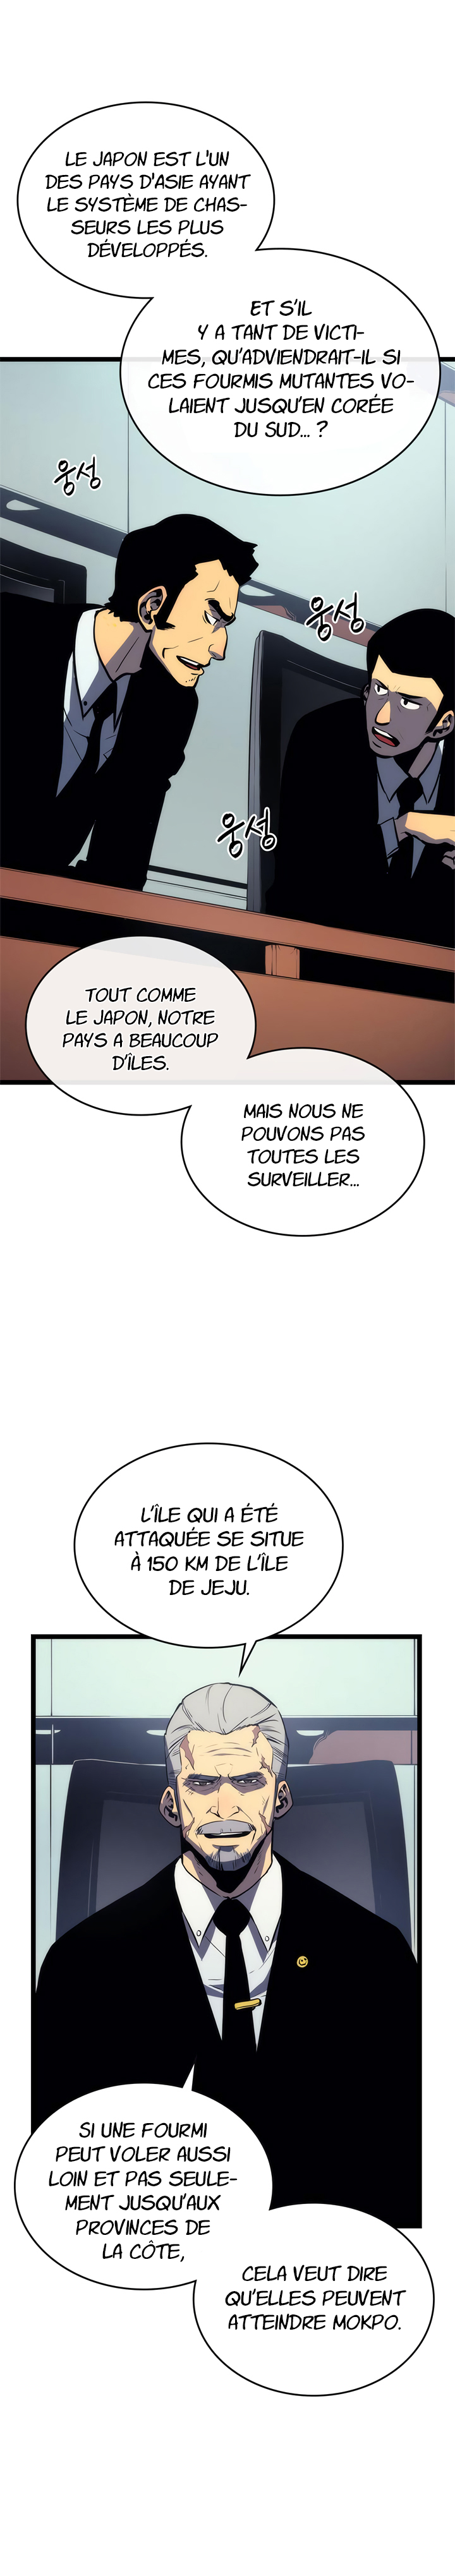 LE JAPON EST L'UN
DES PAYS D'ASIE AYANT
LE SYSTÈME DE CHAS-
SEURS LES PLUS
DÉVELOPPÉS.
ET S'IL
Y A TANT DE VICTI-
MES, QU'ADVIENDRAIT-IL SI
CES FOURMIS MUTANTES VO-
LAIENT JUSQU'EN CORÉE
DU SUD... ?
웅성
웅성
웅성
TOUT COMME
LE JAPON, NOTRE
PAYS A BEAUCOUP
D'ÎLES.
MAIS NOUS NE
POUVONS PAS
TOUTES LES
SURVEILLER...
L'ÎLE QUI A ÉTÉ
ATTAQUÉE SE SITUE
À 150 KM DE L'ÎLE
DE JEJU.
SI UNE FOURMI
PEUT VOLER AUSSI
LOIN ET PAS SEULE-
MENT JUSQU'AUX
PROVINCES DE
LA CÔTE,
CELA VEUT DIRE
QU'ELLES PEUVENT
ATTEINDRE MOKPO.